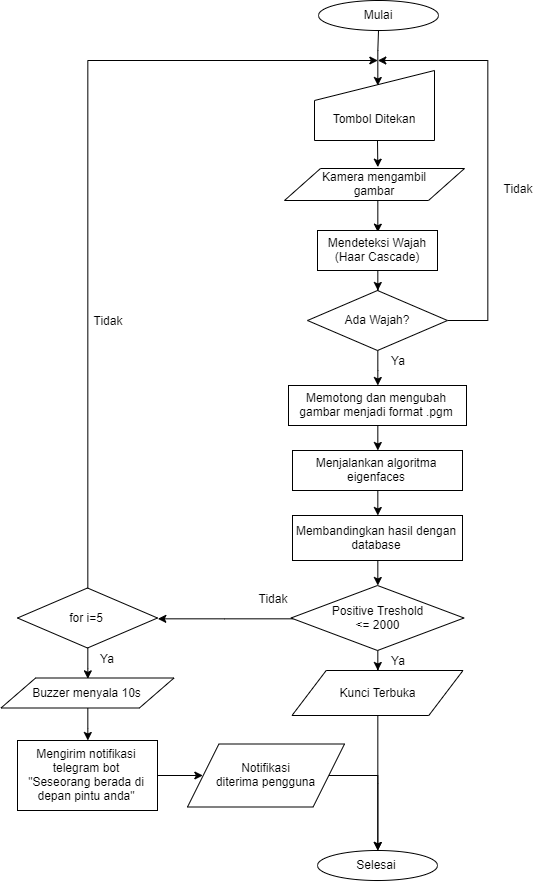 Mulai
Tombol Ditekan
Kamera mengambil
gambar
Tidak
Mendeteksi Wajah
(Haar Cascade)
Ada Wajah?
Tidak
Ya
Memotong dan mengubah
gambar menjadi format .pgm
Menjalankan algoritma
eigenfaces
Membandingkan hasil dengan
database
Tidak
Positive Treshold
<= 2000
for i=5
Ya
Ya
Buzzer menyala 10s
Kunci Terbuka
Mengirim notifikasi
telegram bot
"Seseorang berada di
depan pintu anda"
Notifikasi
diterima pengguna
Selesai